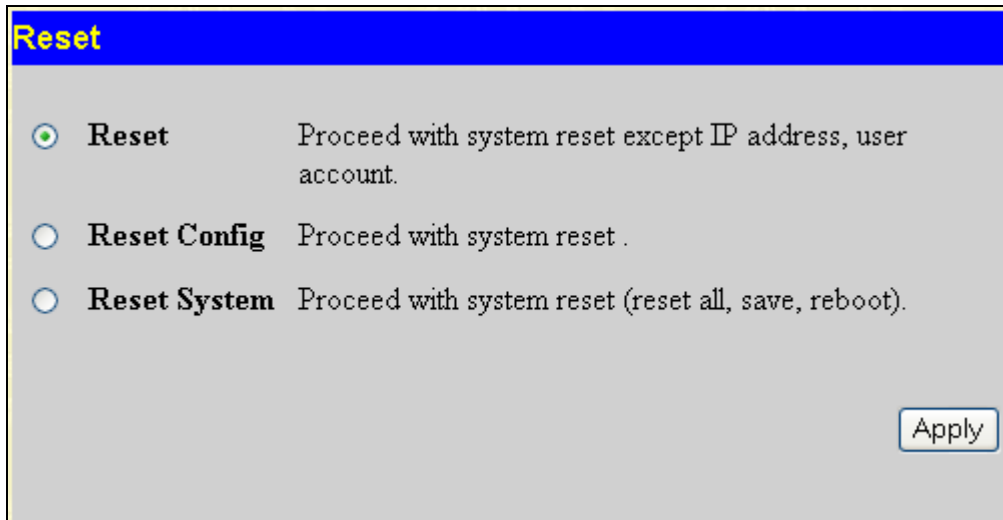 Reset
Reset Proceed with system reset except IP address, user
account.
Reset Config Proceed with system reset .
Reset System Proceed with system reset (reset all, save, reboot).
Apply